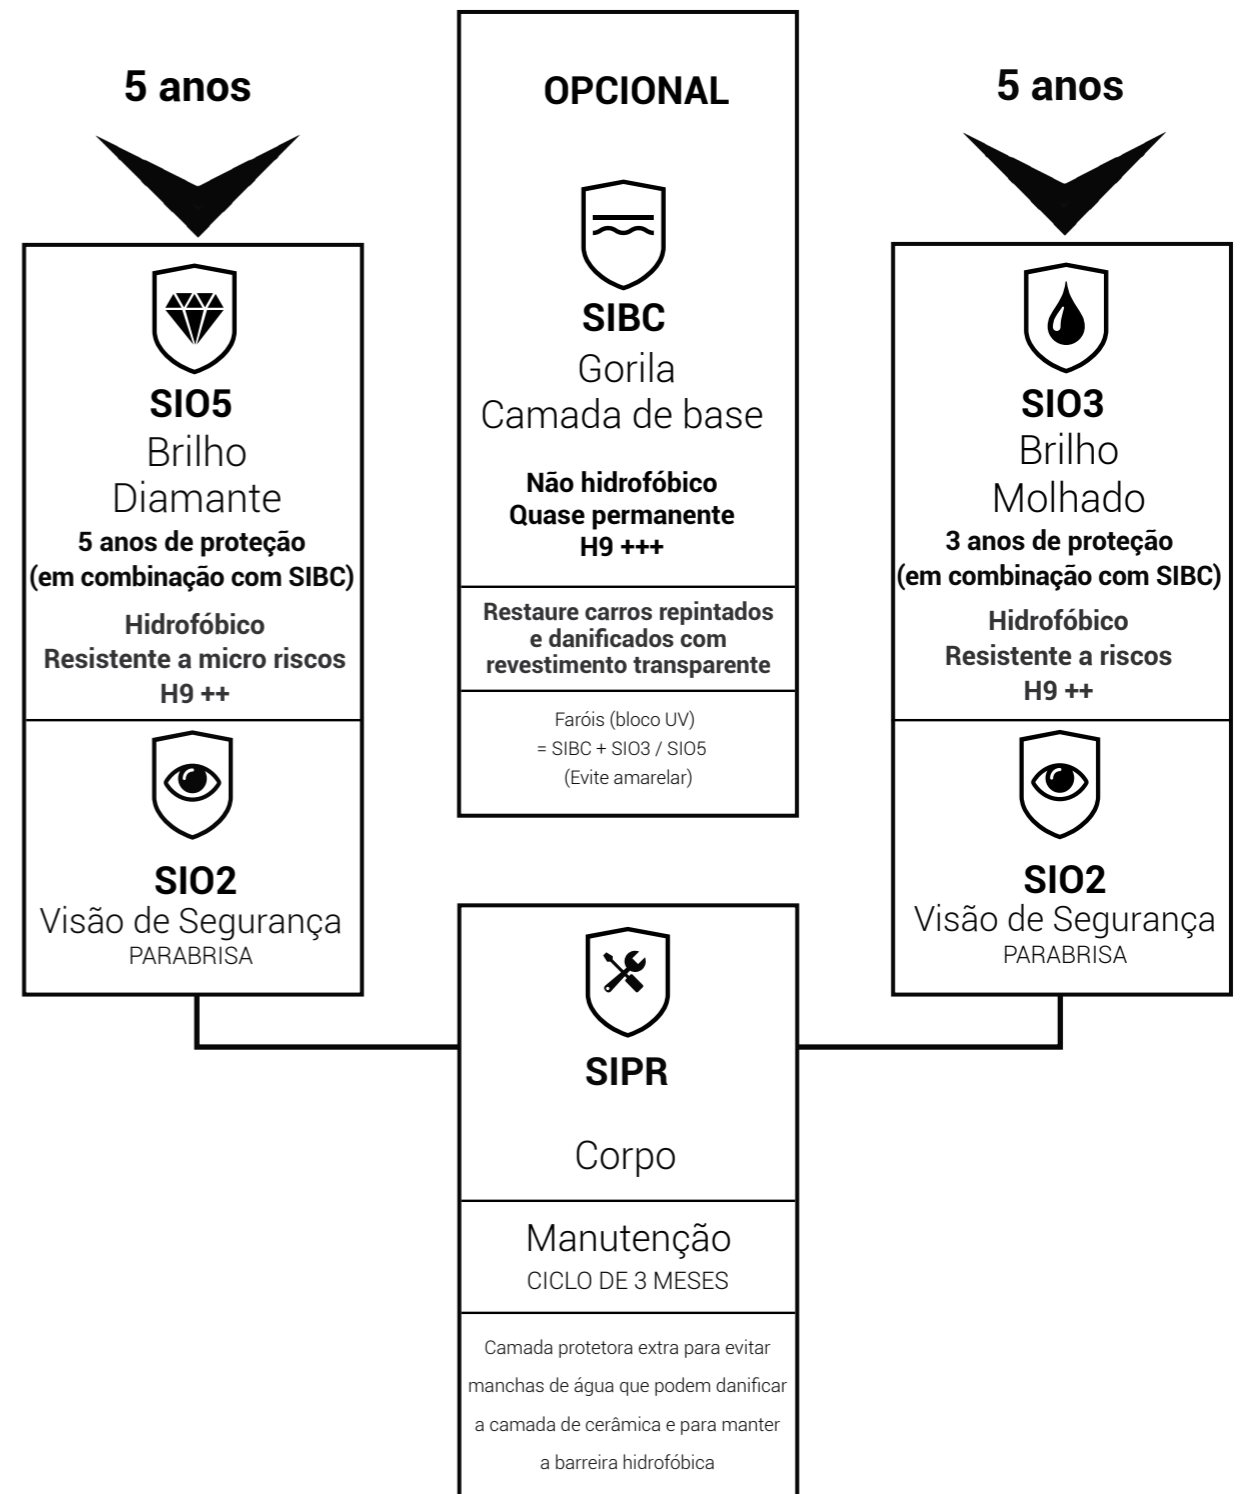 5 anos
SIO5
Brilho
Diamante
5 anos de proteção
(em combinação com SIBC)
Hidrofóbico
Resistente a micro riscos
H9 ++
SIO2
Visão de Segurança
PARABRISA
OPCIONAL
SIBC
Gorila
Camada de base
Não hidrofóbico
Quase permanente
H9 +++
Restaure carros repintados
e danificados com
revestimento transparente
Faróis (bloco UV)
= SIBC + SIO3 / SIO5
(Evite amarelar)
5 anos
SIO3
Brilho
Molhado
3 anos de proteção
(em combinação com SIBC)
Hidrofóbico
Resistente a riscos
H9 ++
SIO2
Visão de Segurança
PARABRISA
SIPR
Corpo
Manutenção
CICLO DE 3 MESES
Camada protetora extra para evitar
manchas de água que podem danificar
a camada de cerâmica e para manter
a barreira hidrofóbica